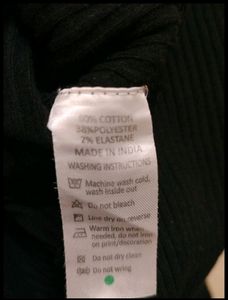 60% COTTON
38%POLYESTER
2% ELASTANE
MADE IN INDIA
WASHING INSTRUCTIONS
Machine wash cold,
wash inside out
Do not bleach
Line dry on reverse
Warm iron when
needed, do not iron
on print/decoration
Do not dry clean
Do not wring